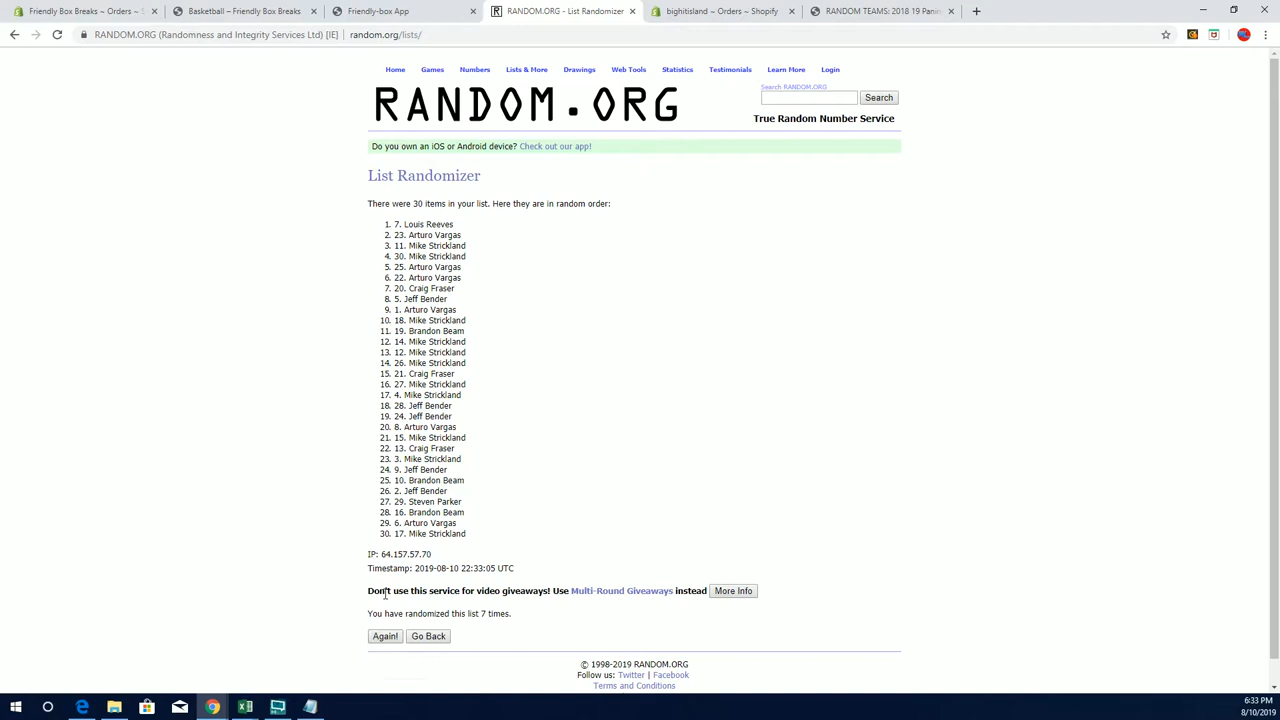 Friendly Box Breaks ~ Orders ~ S
Basketball – Friendly Box Breaks
Friendly iox App
RANDOM.ORG - List Randomizer
bightisland ~ Orders ~ Shopify
RANDOM TEAMS: 2018 19 Panin
RANDOM.ORG (Randomness and Integrity Services Ltd) [IE] | random.org/lists/
Home Games Numbers Lists & More Drawings Web Tools Statistics Testimonials Learn More Login
Search RANDOM.ORG
RANDOM.ORG
Search
True Random Number Service
Do you own an iOS or Android device? Check out our app!
List Randomizer
There were 30 items in your list. Here they are in random order:
1. 7. Louis Reeves
2. 23. Arturo Vargas
3. 11. Mike Strickland
4. 30. Mike Strickland
5. 25. Arturo Vargas
6. 22. Arturo Vargas
7. 20. Craig Fraser
8. 5. Jeff Bender
9. 1. Arturo Vargas
10. 18. Mike Strickland
11. 19. Brandon Beam
12. 14. Mike Strickland
13. 12. Mike Strickland
14. 26. Mike Strickland
15. 21. Craig Fraser
16. 27. Mike Strickland
17. 4. Mike Strickland
18. 28. Jeff Bender
19. 24. Jeff Bender
20. 8. Arturo Vargas
21. 15. Mike Strickland
22. 13. Craig Fraser
23. 3. Mike Strickland
24. 9. Jeff Bender
25. 10. Brandon Beam
26. 2. Jeff Bender
27. 29. Steven Parker
28. 16. Brandon Beam
29. 6. Arturo Vargas
30. 17. Mike Strickland
IP: 64.157.57.70
Timestamp: 2019-08-10 22:33:05 UTC
Don't use this service for video giveaways! Use Multi-Round Giveaways instead More Info
You have randomized this list 7 times.
Again! Go Back
© 1998-2019 RANDOM.ORG
Follow us: Twitter | Facebook
Terms and Conditions
6:33 PM
8/10/2019